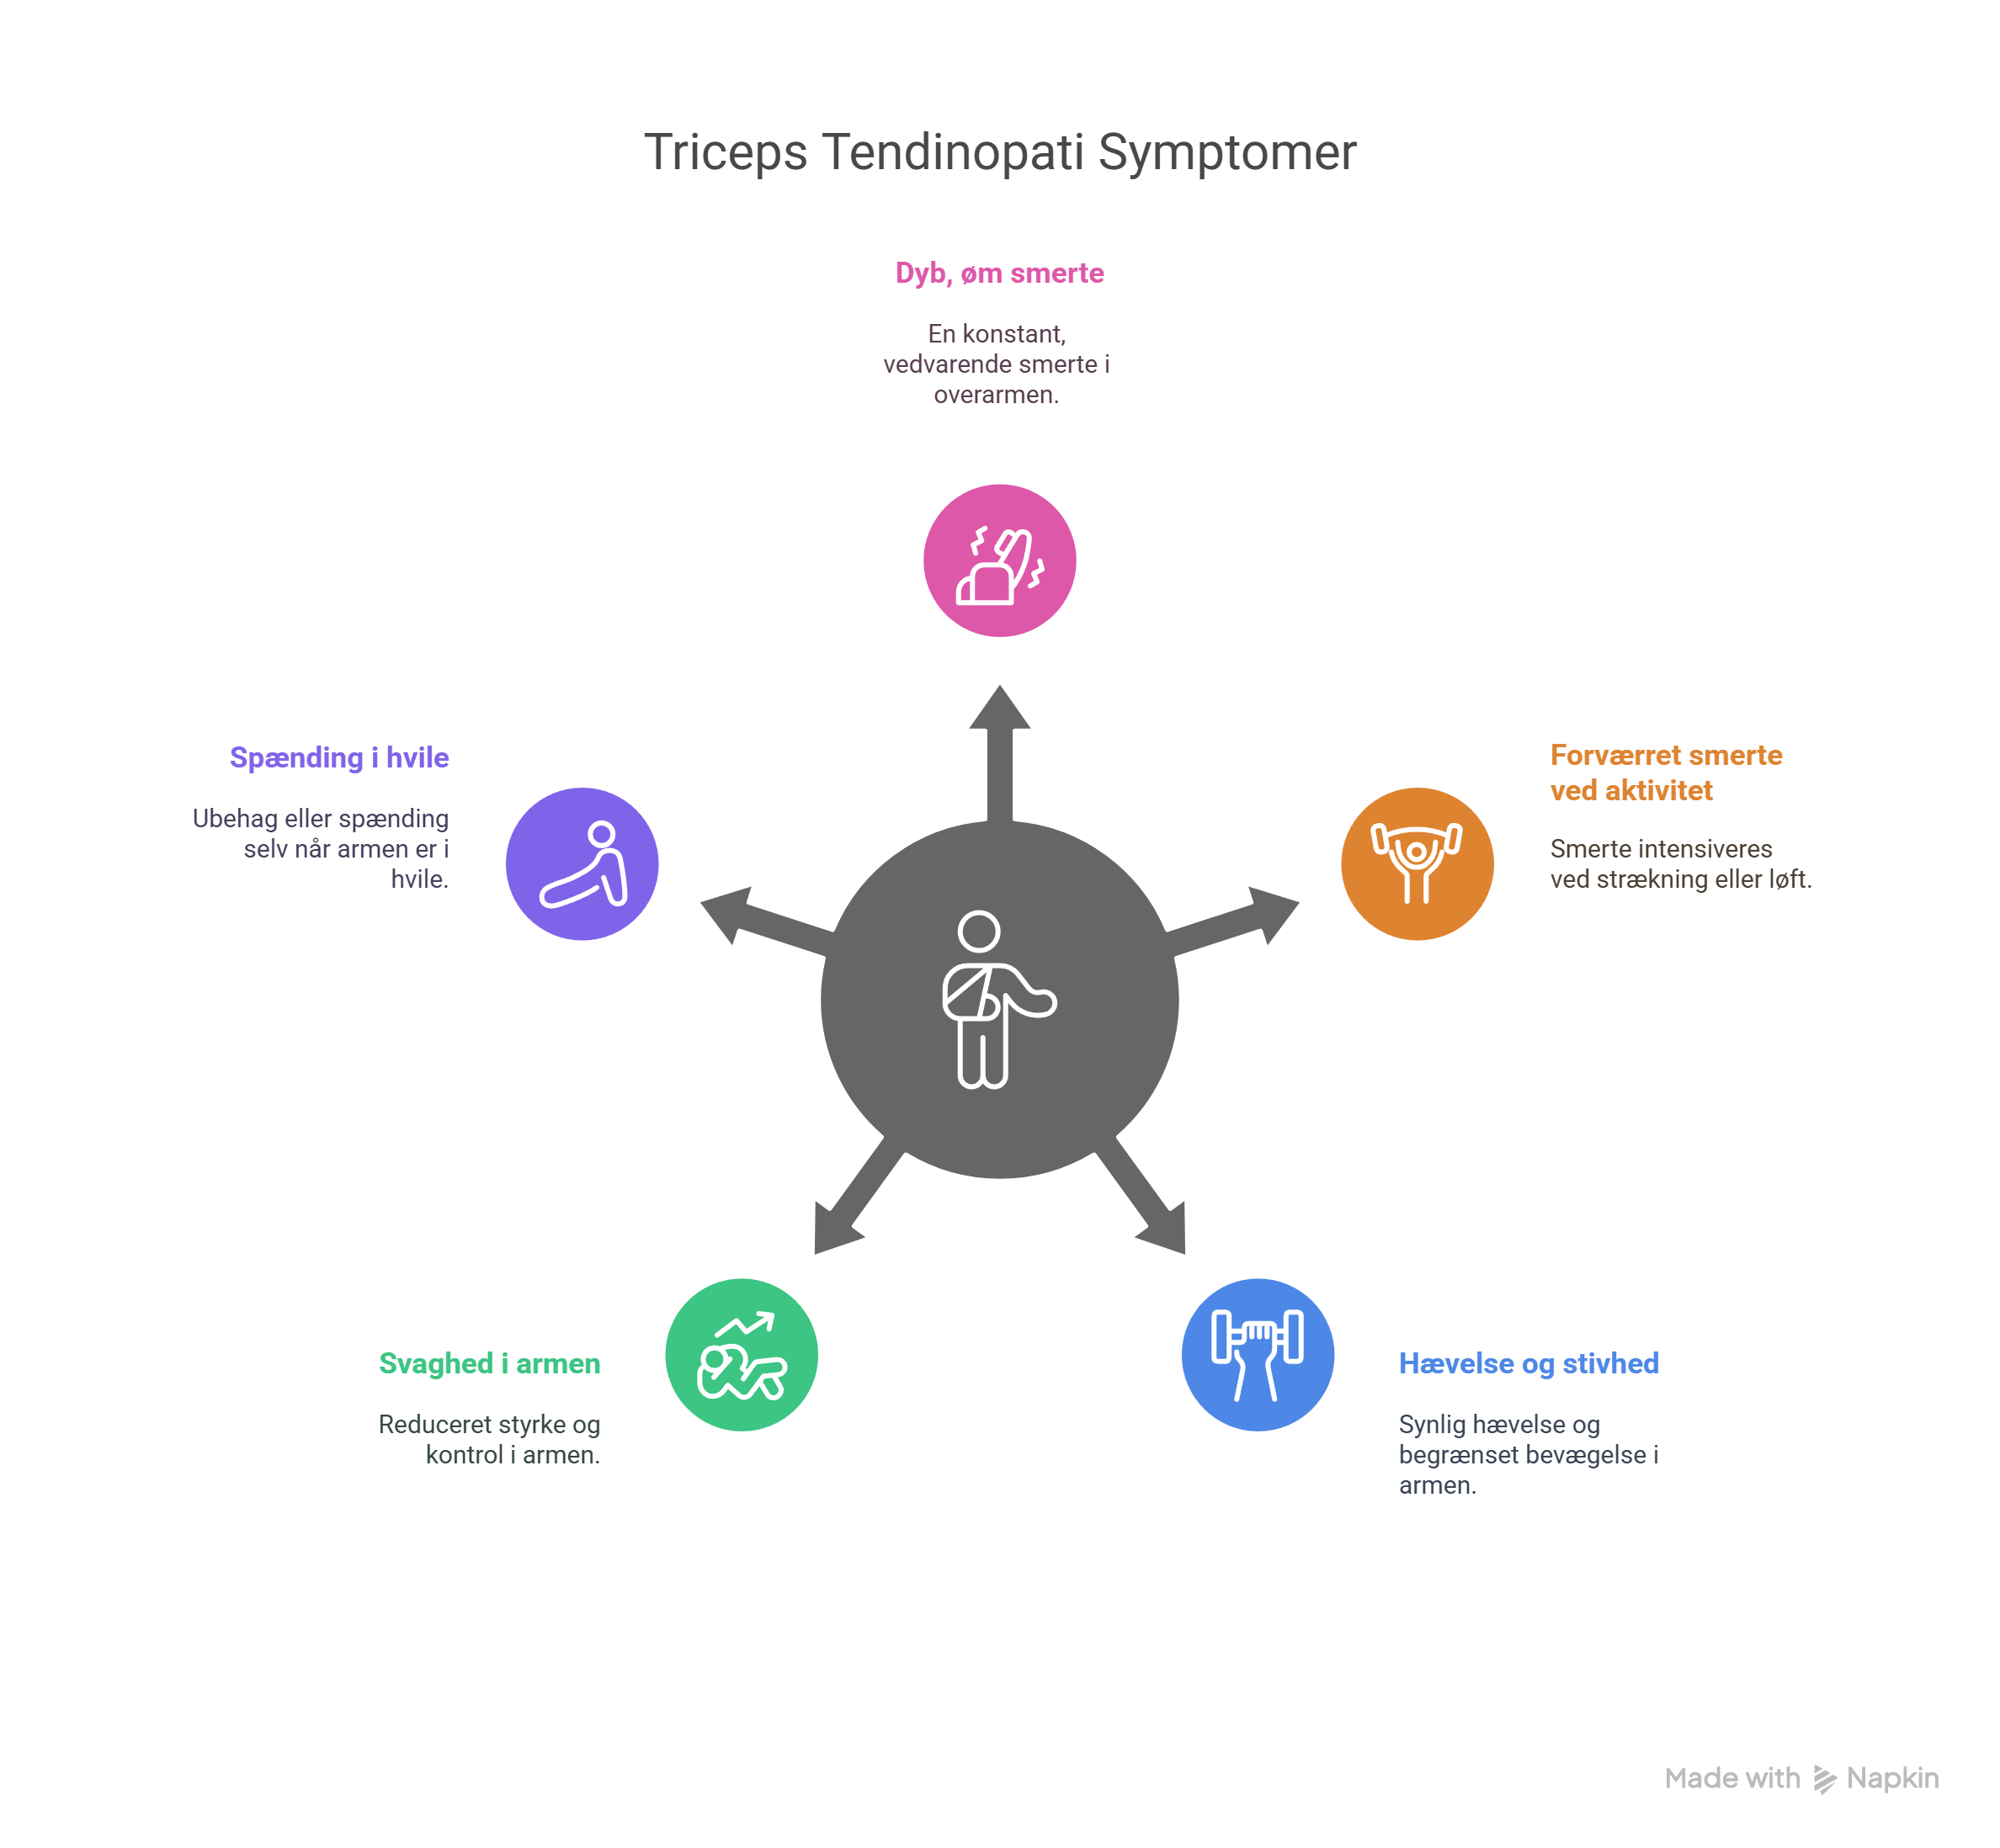 Triceps Tendinopati Symptomer
Dyb, øm smerte
En konstant,
vedvarende smerte i
overarmen.
Spænding i hvile
Ubehag eller spænding
selv når armen er i
hvile.
Forværret smerte
ved aktivitet
Smerte intensiveres
ved strækning eller løft.
Svaghed i armen
Reduceret styrke og
kontrol i armen.
Hævelse og stivhed
Synlig hævelse og
begrænset bevægelse i
armen.
Made with Napkin